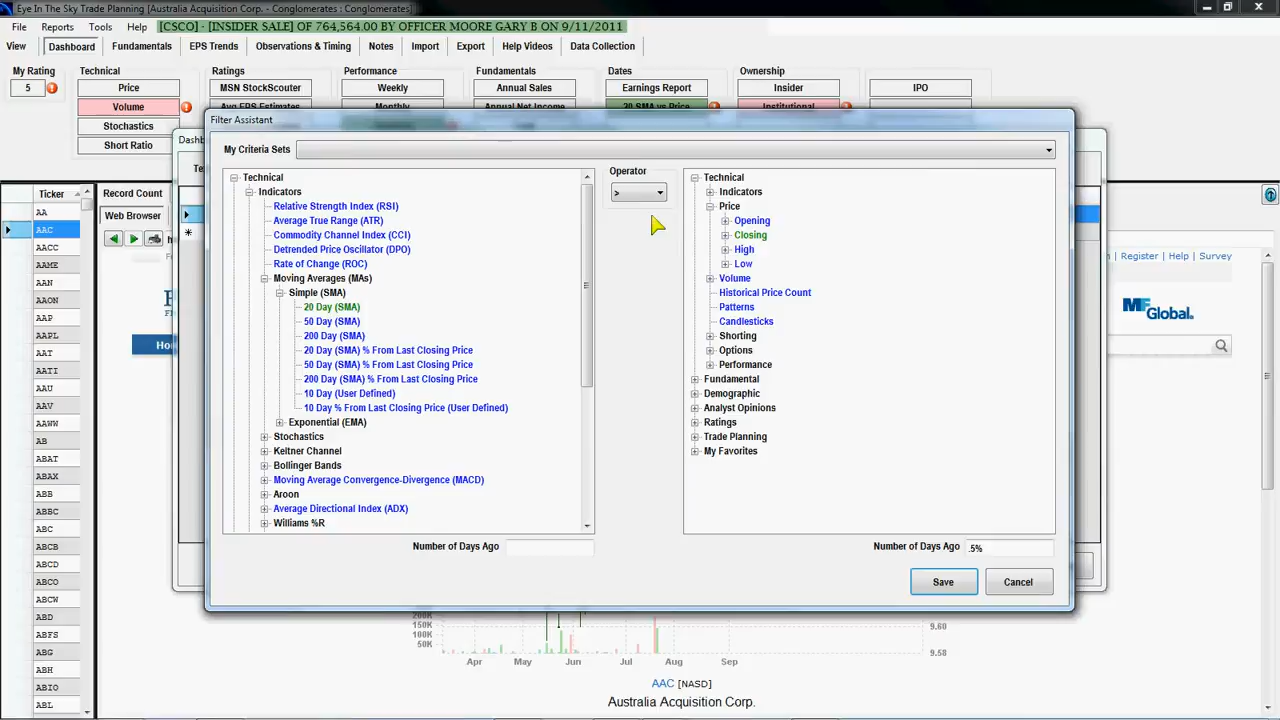 Eye In The Sky Trade Planning [Australia Acquisition Corp. - Conglomerates : Conglomerates]
File Reports Tools Help [CSCO] - [INSIDER SALE] OF 764,564.00 BY OFFICER MOORE GARY B ON 9/11/2011
View Dashboard Fundamentals EPS Trends Observations & Timing Notes Import Export Help Videos Data Collection
My Rating Technical Ratings Performance Fundamentals Dates Ownership
5 Price MSN StockScouter Weekly Annual Sales Earnings Report Insider IPO
Volume Avg EPS Estimates Monthly Annual Net Income 20 SMA vs Price Institutional
Stochastics
Short Ratio
Filter Assistant
My Criteria Sets
Operator
>
Technical
Indicators
Relative Strength Index (RSI)
Average True Range (ATR)
Commodity Channel Index (CCI)
Detrended Price Oscillator (DPO)
Rate of Change (ROC)
Moving Averages (MAs)
Simple (SMA)
20 Day (SMA)
50 Day (SMA)
200 Day (SMA)
20 Day (SMA) % From Last Closing Price
50 Day (SMA) % From Last Closing Price
200 Day (SMA) % From Last Closing Price
10 Day (User Defined)
10 Day % From Last Closing Price (User Defined)
Exponential (EMA)
Stochastics
Keltner Channel
Bollinger Bands
Moving Average Convergence-Divergence (MACD)
Aroon
Average Directional Index (ADX)
Williams %R
Number of Days Ago
Technical
Indicators
Price
Opening
Closing
High
Low
Volume
Historical Price Count
Patterns
Candlesticks
Shorting
Options
Performance
Fundamental
Demographic
Analyst Opinions
Ratings
Trade Planning
My Favorites
Number of Days Ago .5%
Save Cancel
Ticker
AA
AAC
AACC
AAME
AAN
AAON
AAP
AAPL
AAT
AATI
AAU
AAV
AAWW
AB
ABAT
ABAX
ABB
ABBC
ABC
ABCB
ABCD
ABCO
ABCW
ABD
ABFS
ABG
ABH
ABIO
ABL
Record Count
Web Browser
Register | Help | Survey
MFGlobal.
200K
150K
100K
50K
9.60
9.58
Apr May Jun Jul Aug Sep
AAC [NASD]
Australia Acquisition Corp.